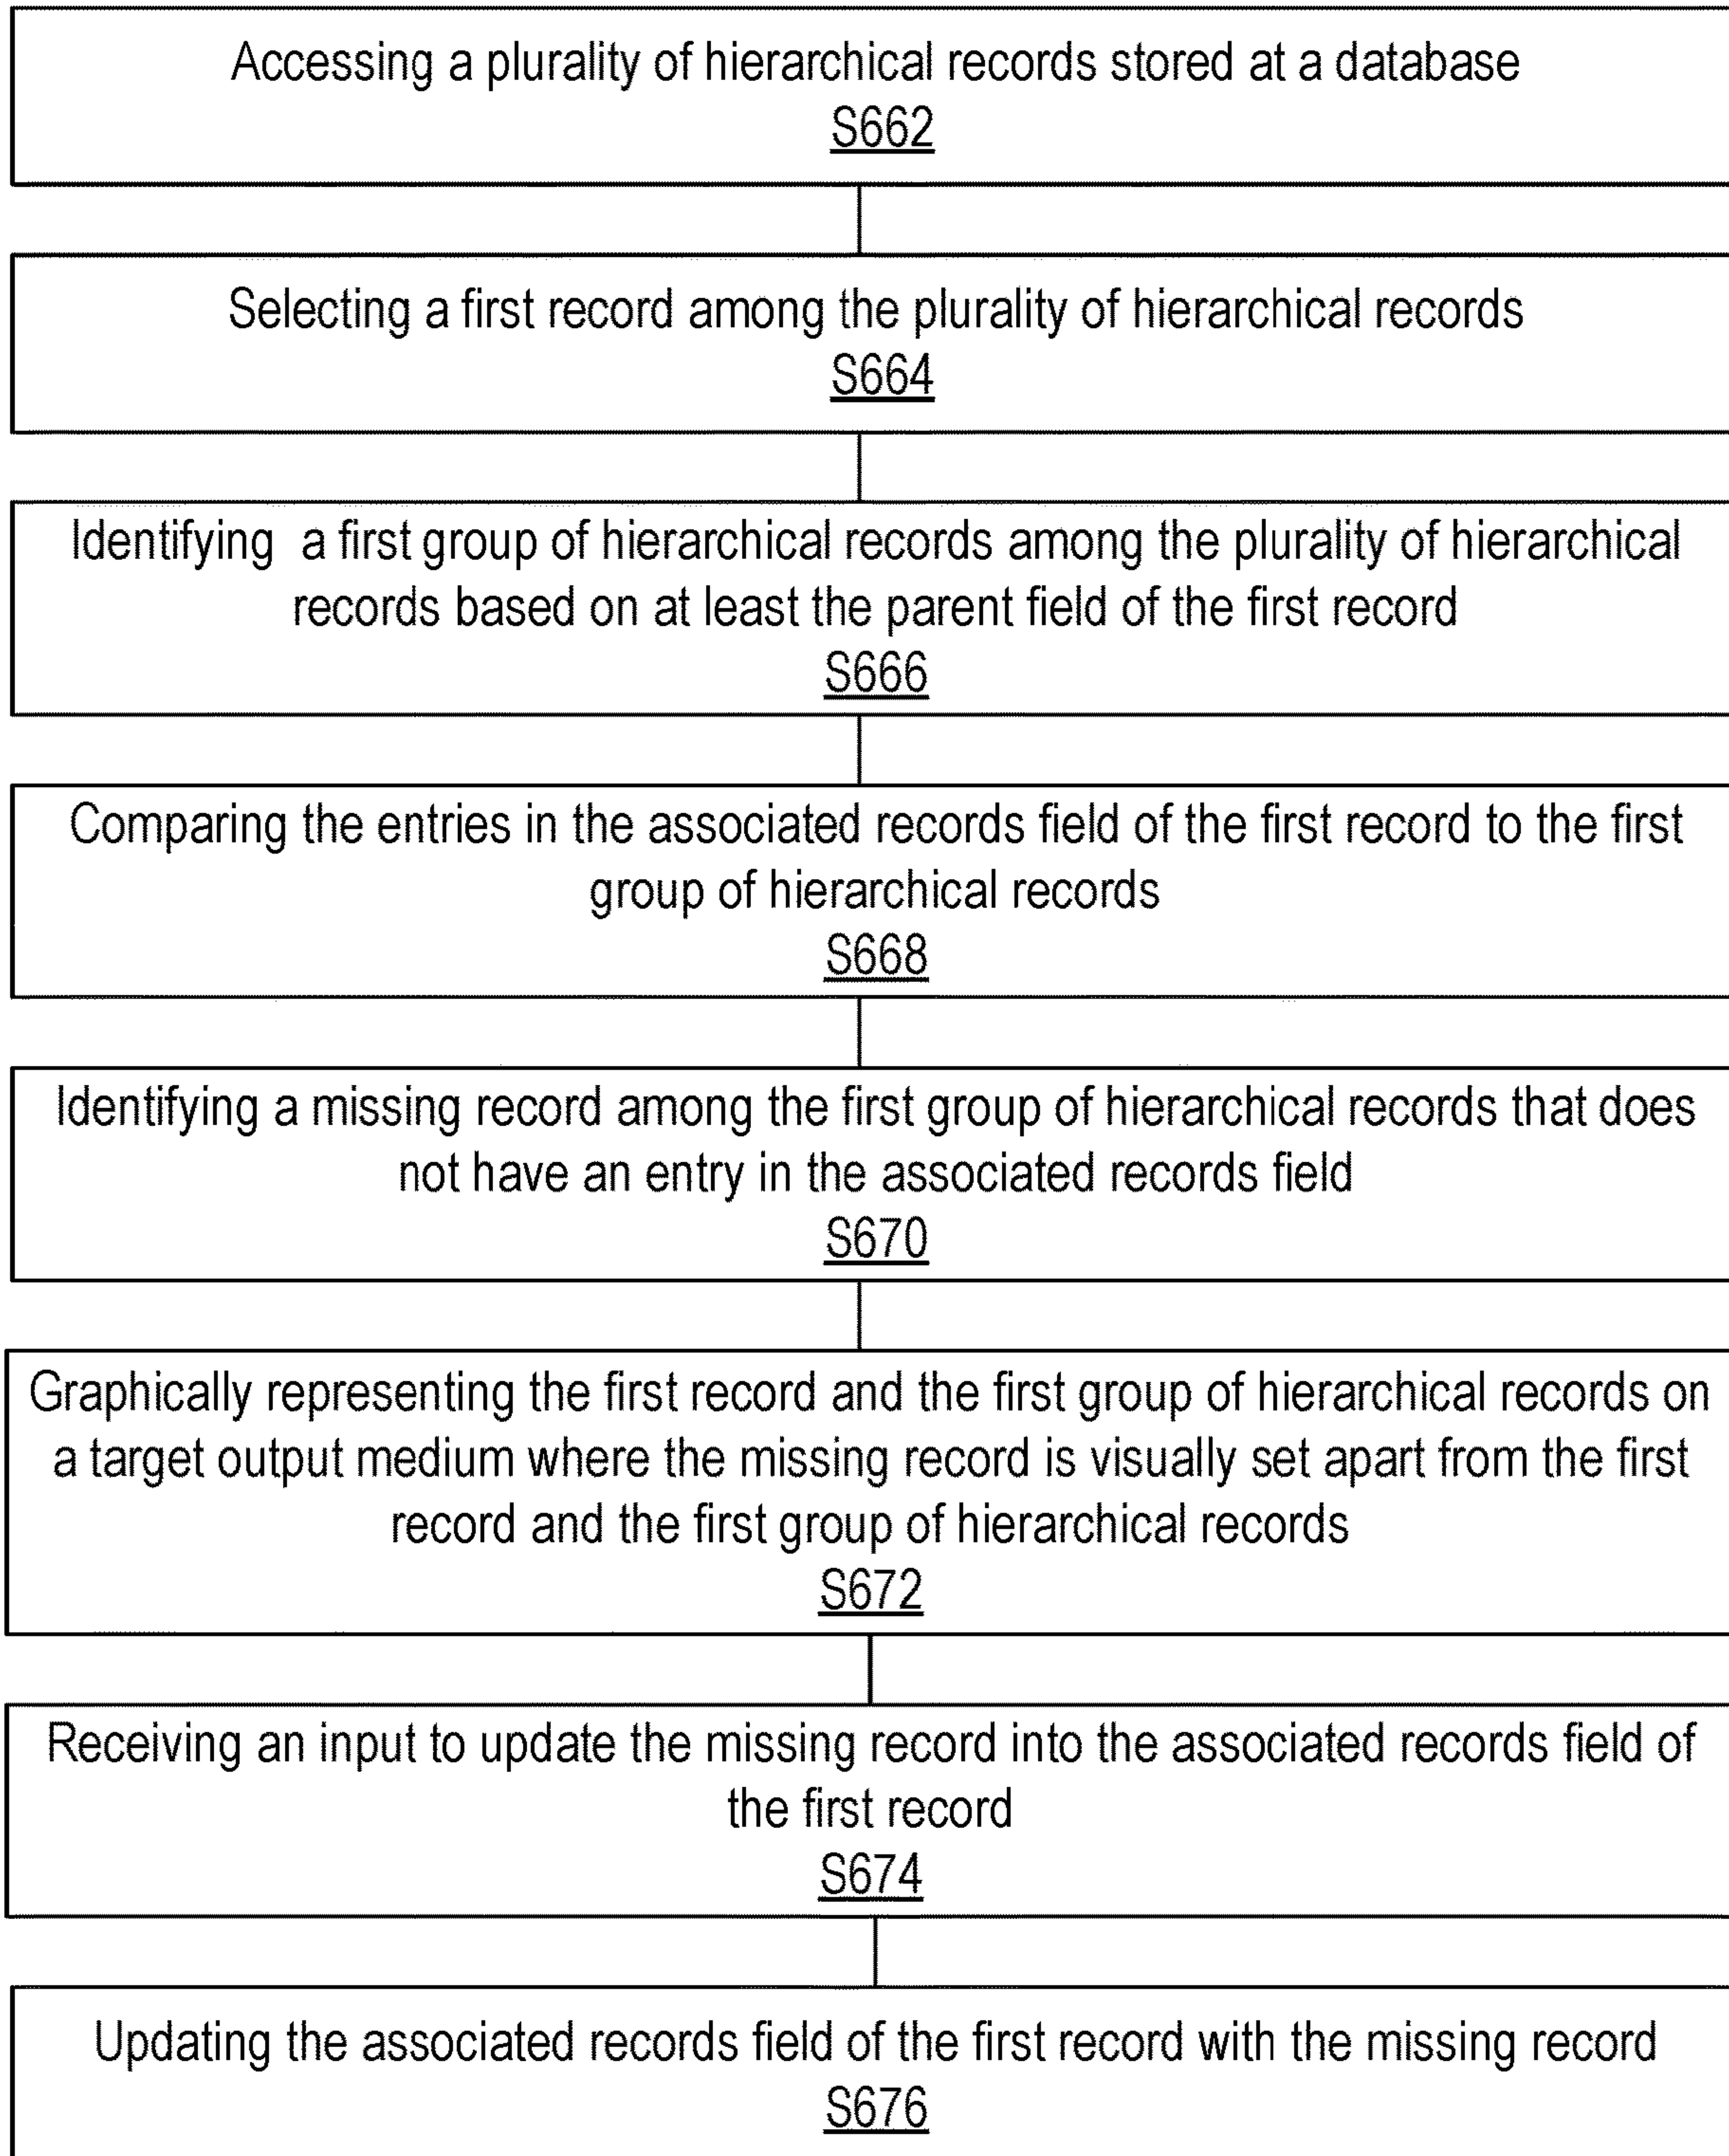 Accessing a plurality of hierarchical records stored at a database
S662
Selecting a first record among the plurality of hierarchical records
S664
Identifying a first group of hierarchical records among the plurality of hierarchical
records based on at least the parent field of the first record
S666
Comparing the entries in the associated records field of the first record to the first
group of hierarchical records
S668
Identifying a missing record among the first group of hierarchical records that does
not have an entry in the associated records field
S670
Graphically representing the first record and the first group of hierarchical records on
a target output medium where the missing record is visually set apart from the first
record and the first group of hierarchical records
S672
Receiving an input to update the missing record into the associated records field of
the first record
S674
Updating the associated records field of the first record with the missing record
S676